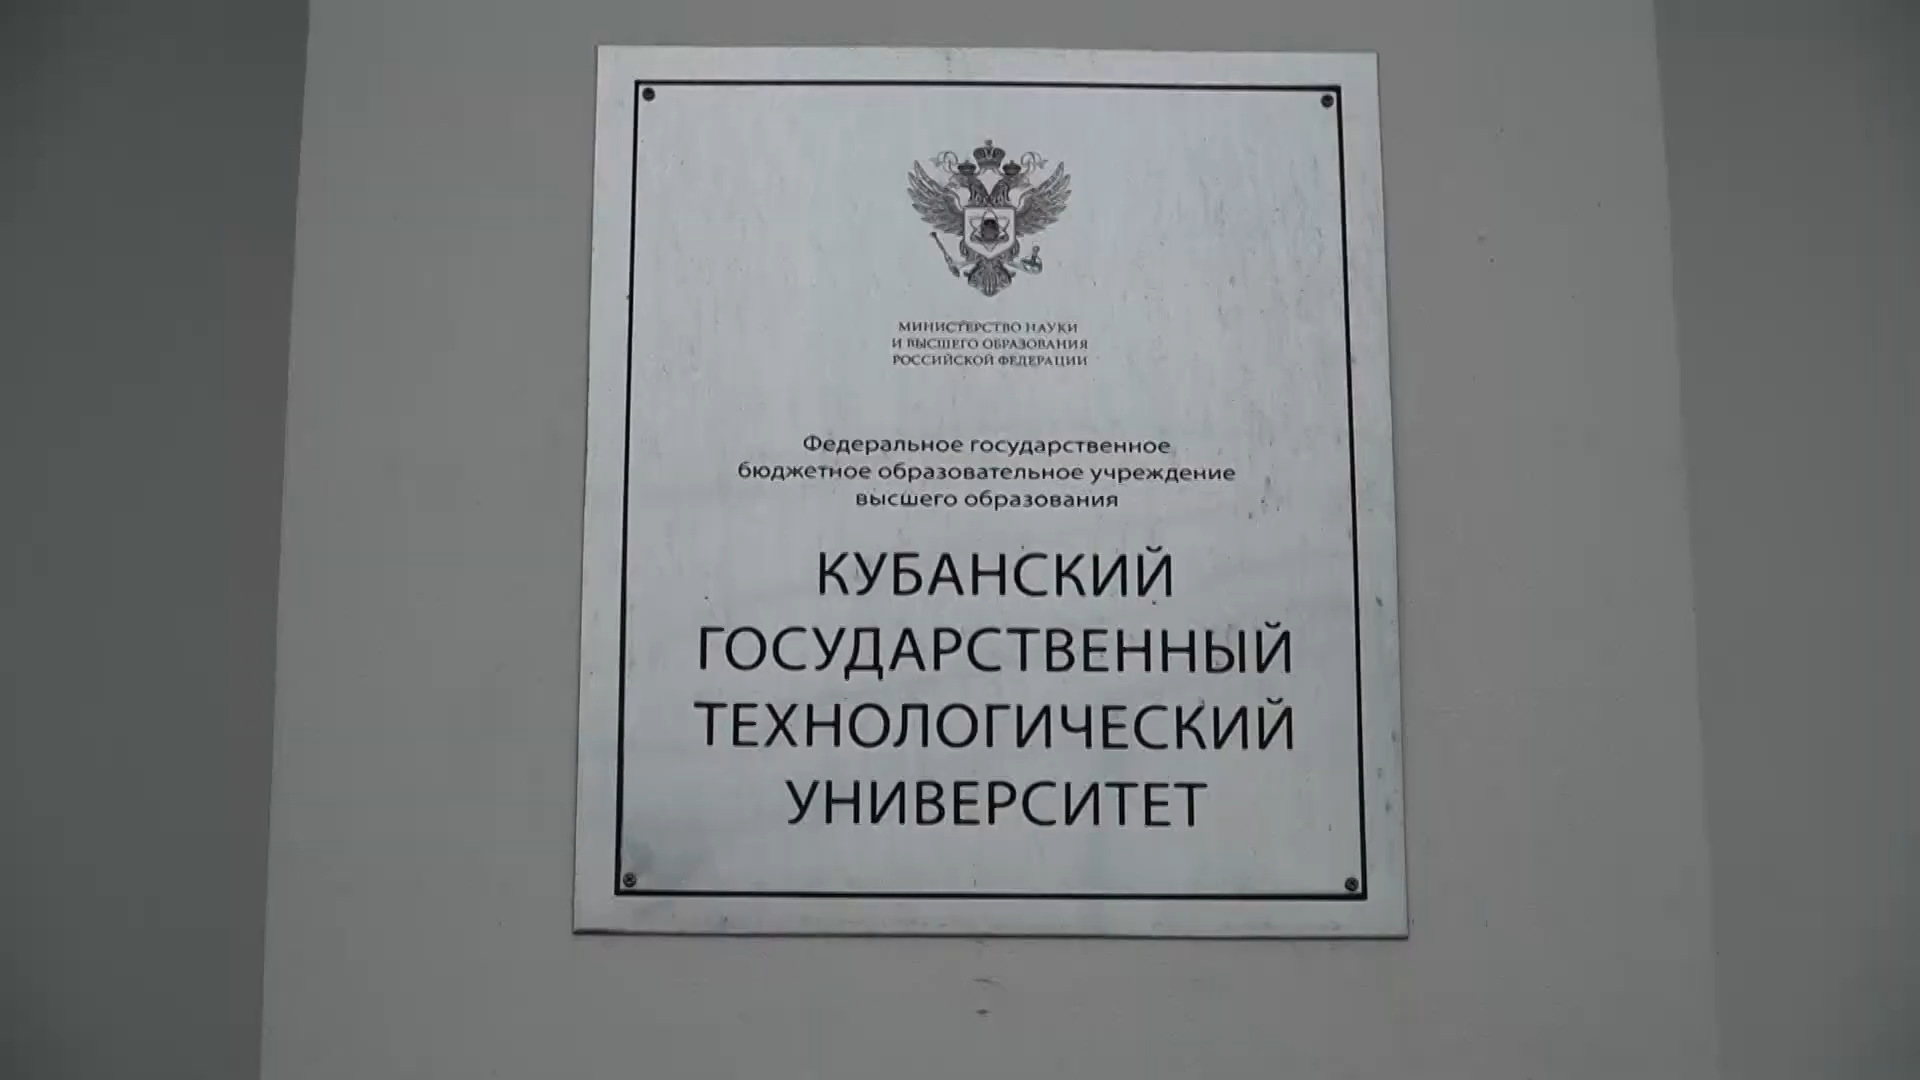 МИНИСТЕРСТВО НАУКИ
И ВЫСШЕГО ОБРАЗОВАНИЯ
РОССИЙСКОЙ ФЕДЕРАЦИИ
Федеральное государственное
бюджетное образовательное учреждение
высшего образования
КУБАНСКИЙ
ГОСУДАРСТВЕННЫЙ
ТЕХНОЛОГИЧЕСКИЙ
УНИВЕРСИТЕТ